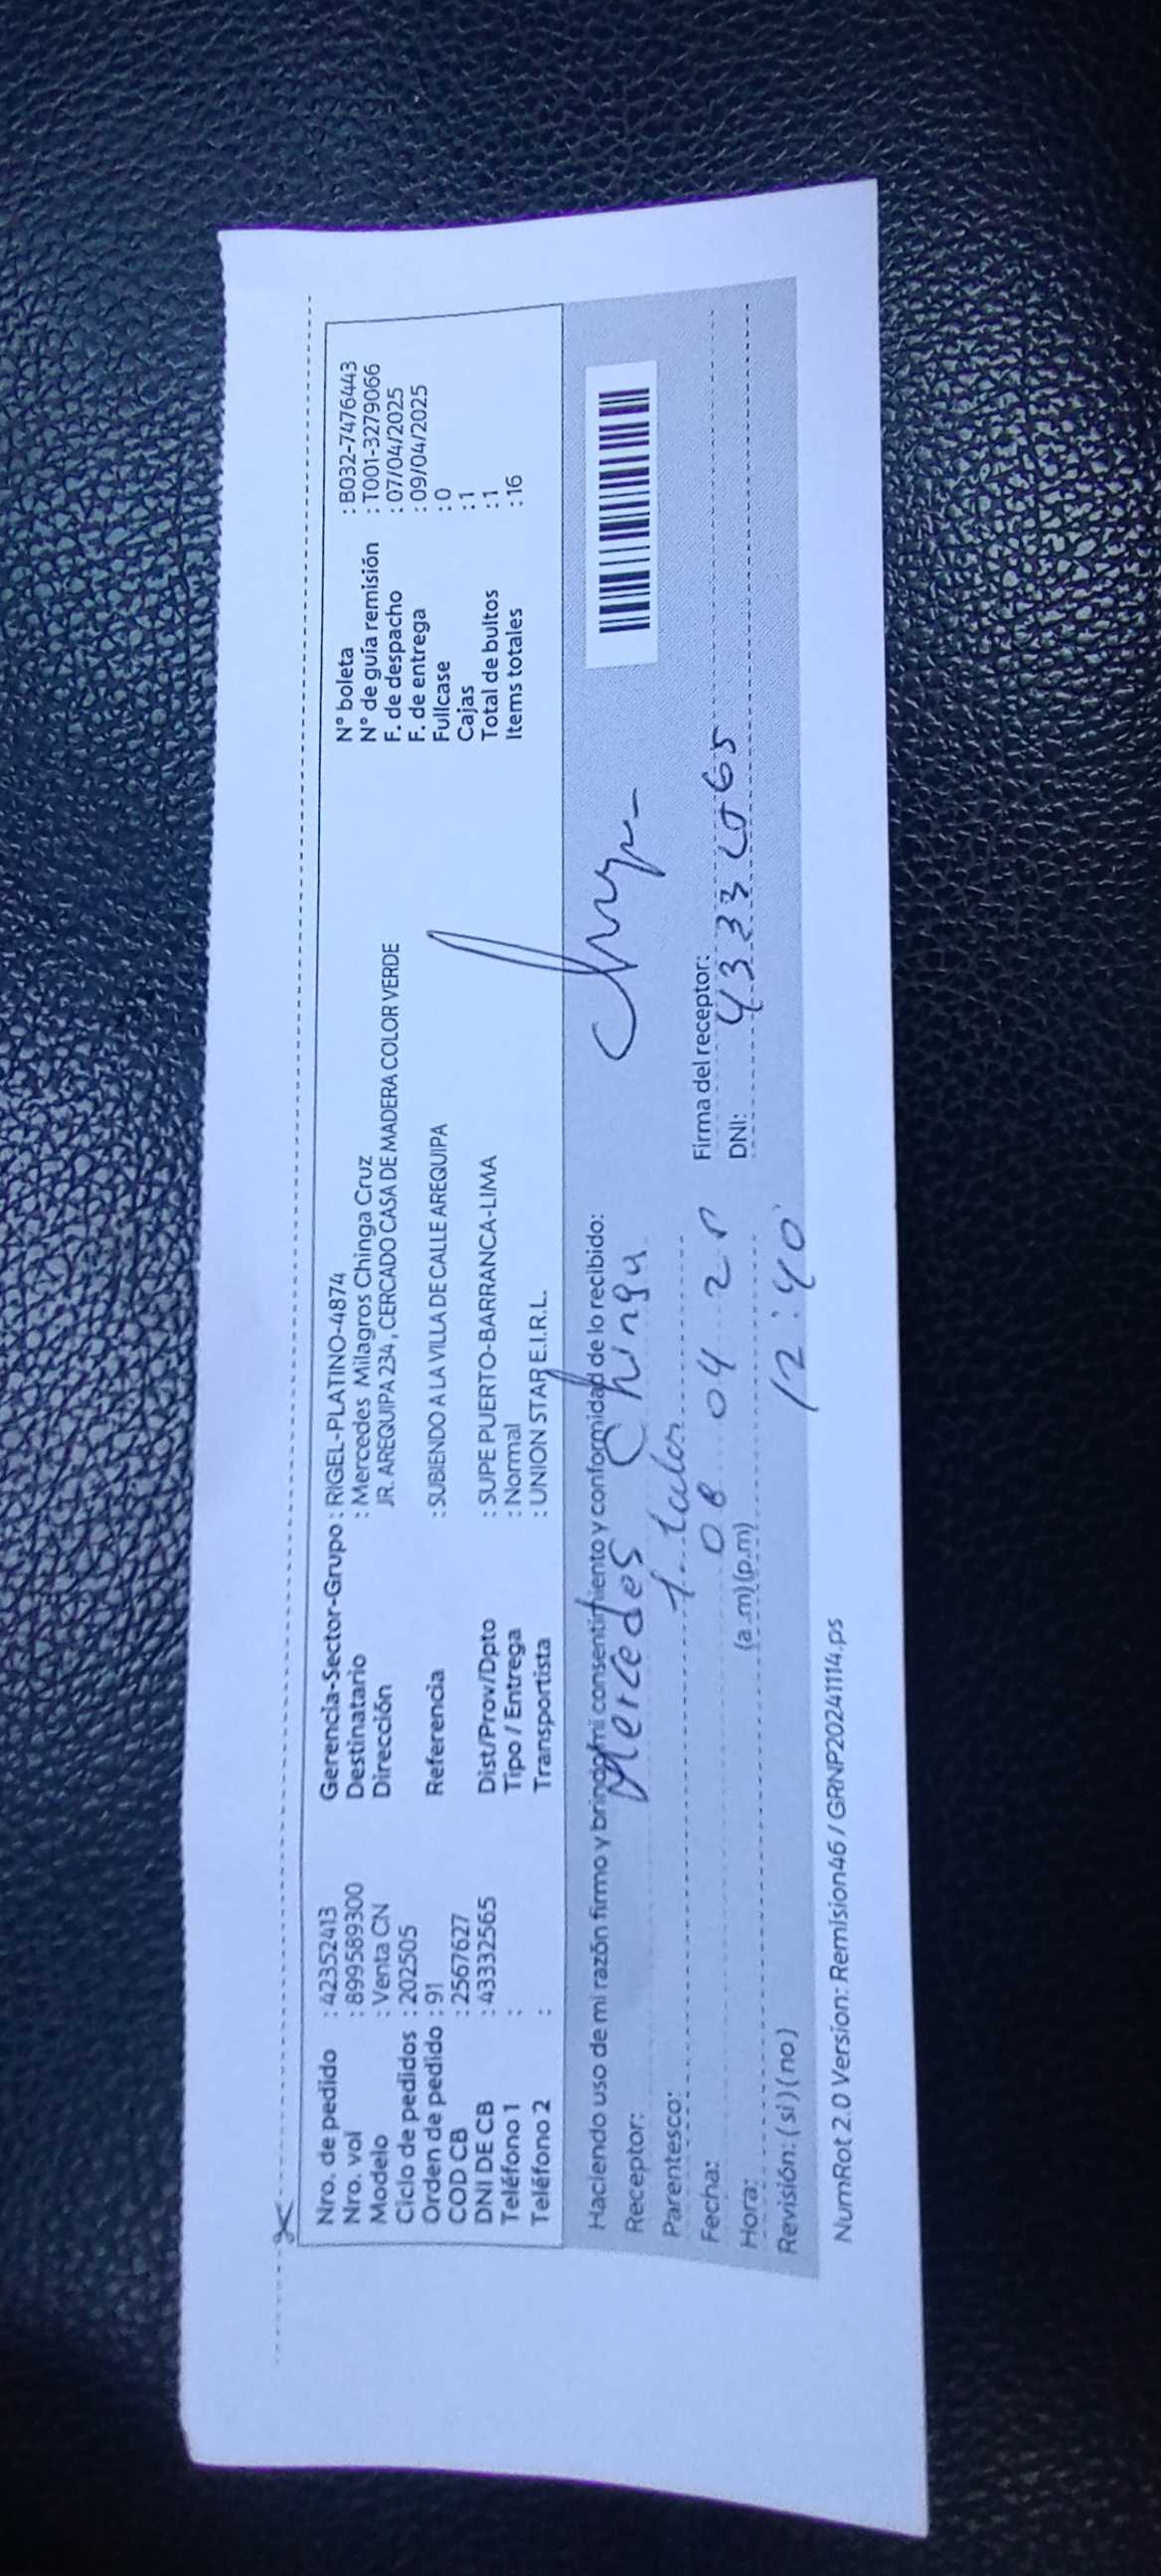 Nro. de pedido : 42352413
Nro. vol : 899589300
Modelo : Venta CN
Ciclo de pedidos : 202505
Orden de pedido : 91
COD CB : 2567627
DNI DE CB : 43332565
Teléfono 1 :
Teléfono 2 :
Gerencia-Sector-Grupo : RIGEL-PLATINO-4874
Destinatario : Mercedes Milagros Chinga Cruz
Dirección JR. AREQUIPA 234 , CERCADO CASA DE MADERA COLOR VERDE
Referencia : SUBIENDO A LA VILLA DE CALLE AREQUIPA
Dist/Prov/Dpto : SUPE PUERTO-BARRANCA-LIMA
Tipo / Entrega : Normal
Transportista : UNION STAR E.I.R.L.
N° boleta : B032-7476443
N° de guía remisión : T001-3279066
F. de despacho : 07/04/2025
F. de entrega : 09/04/2025
Fullcase : 0
Cajas : 1
Total de bultos : 1
Items totales : 16
Haciendo uso de mi razón firmo y brindo mi consentimiento y conformidad de lo recibido:
Receptor: Mercedes Chinga
Parentesco: Titular
Fecha: 08 04
Hora: (a .m) (p.m) 12:40
Revisión: ( si ) ( no )
Firma del receptor:
DNI:
NumRot 2.0 Version: Remision46 / GRNP20241114.ps